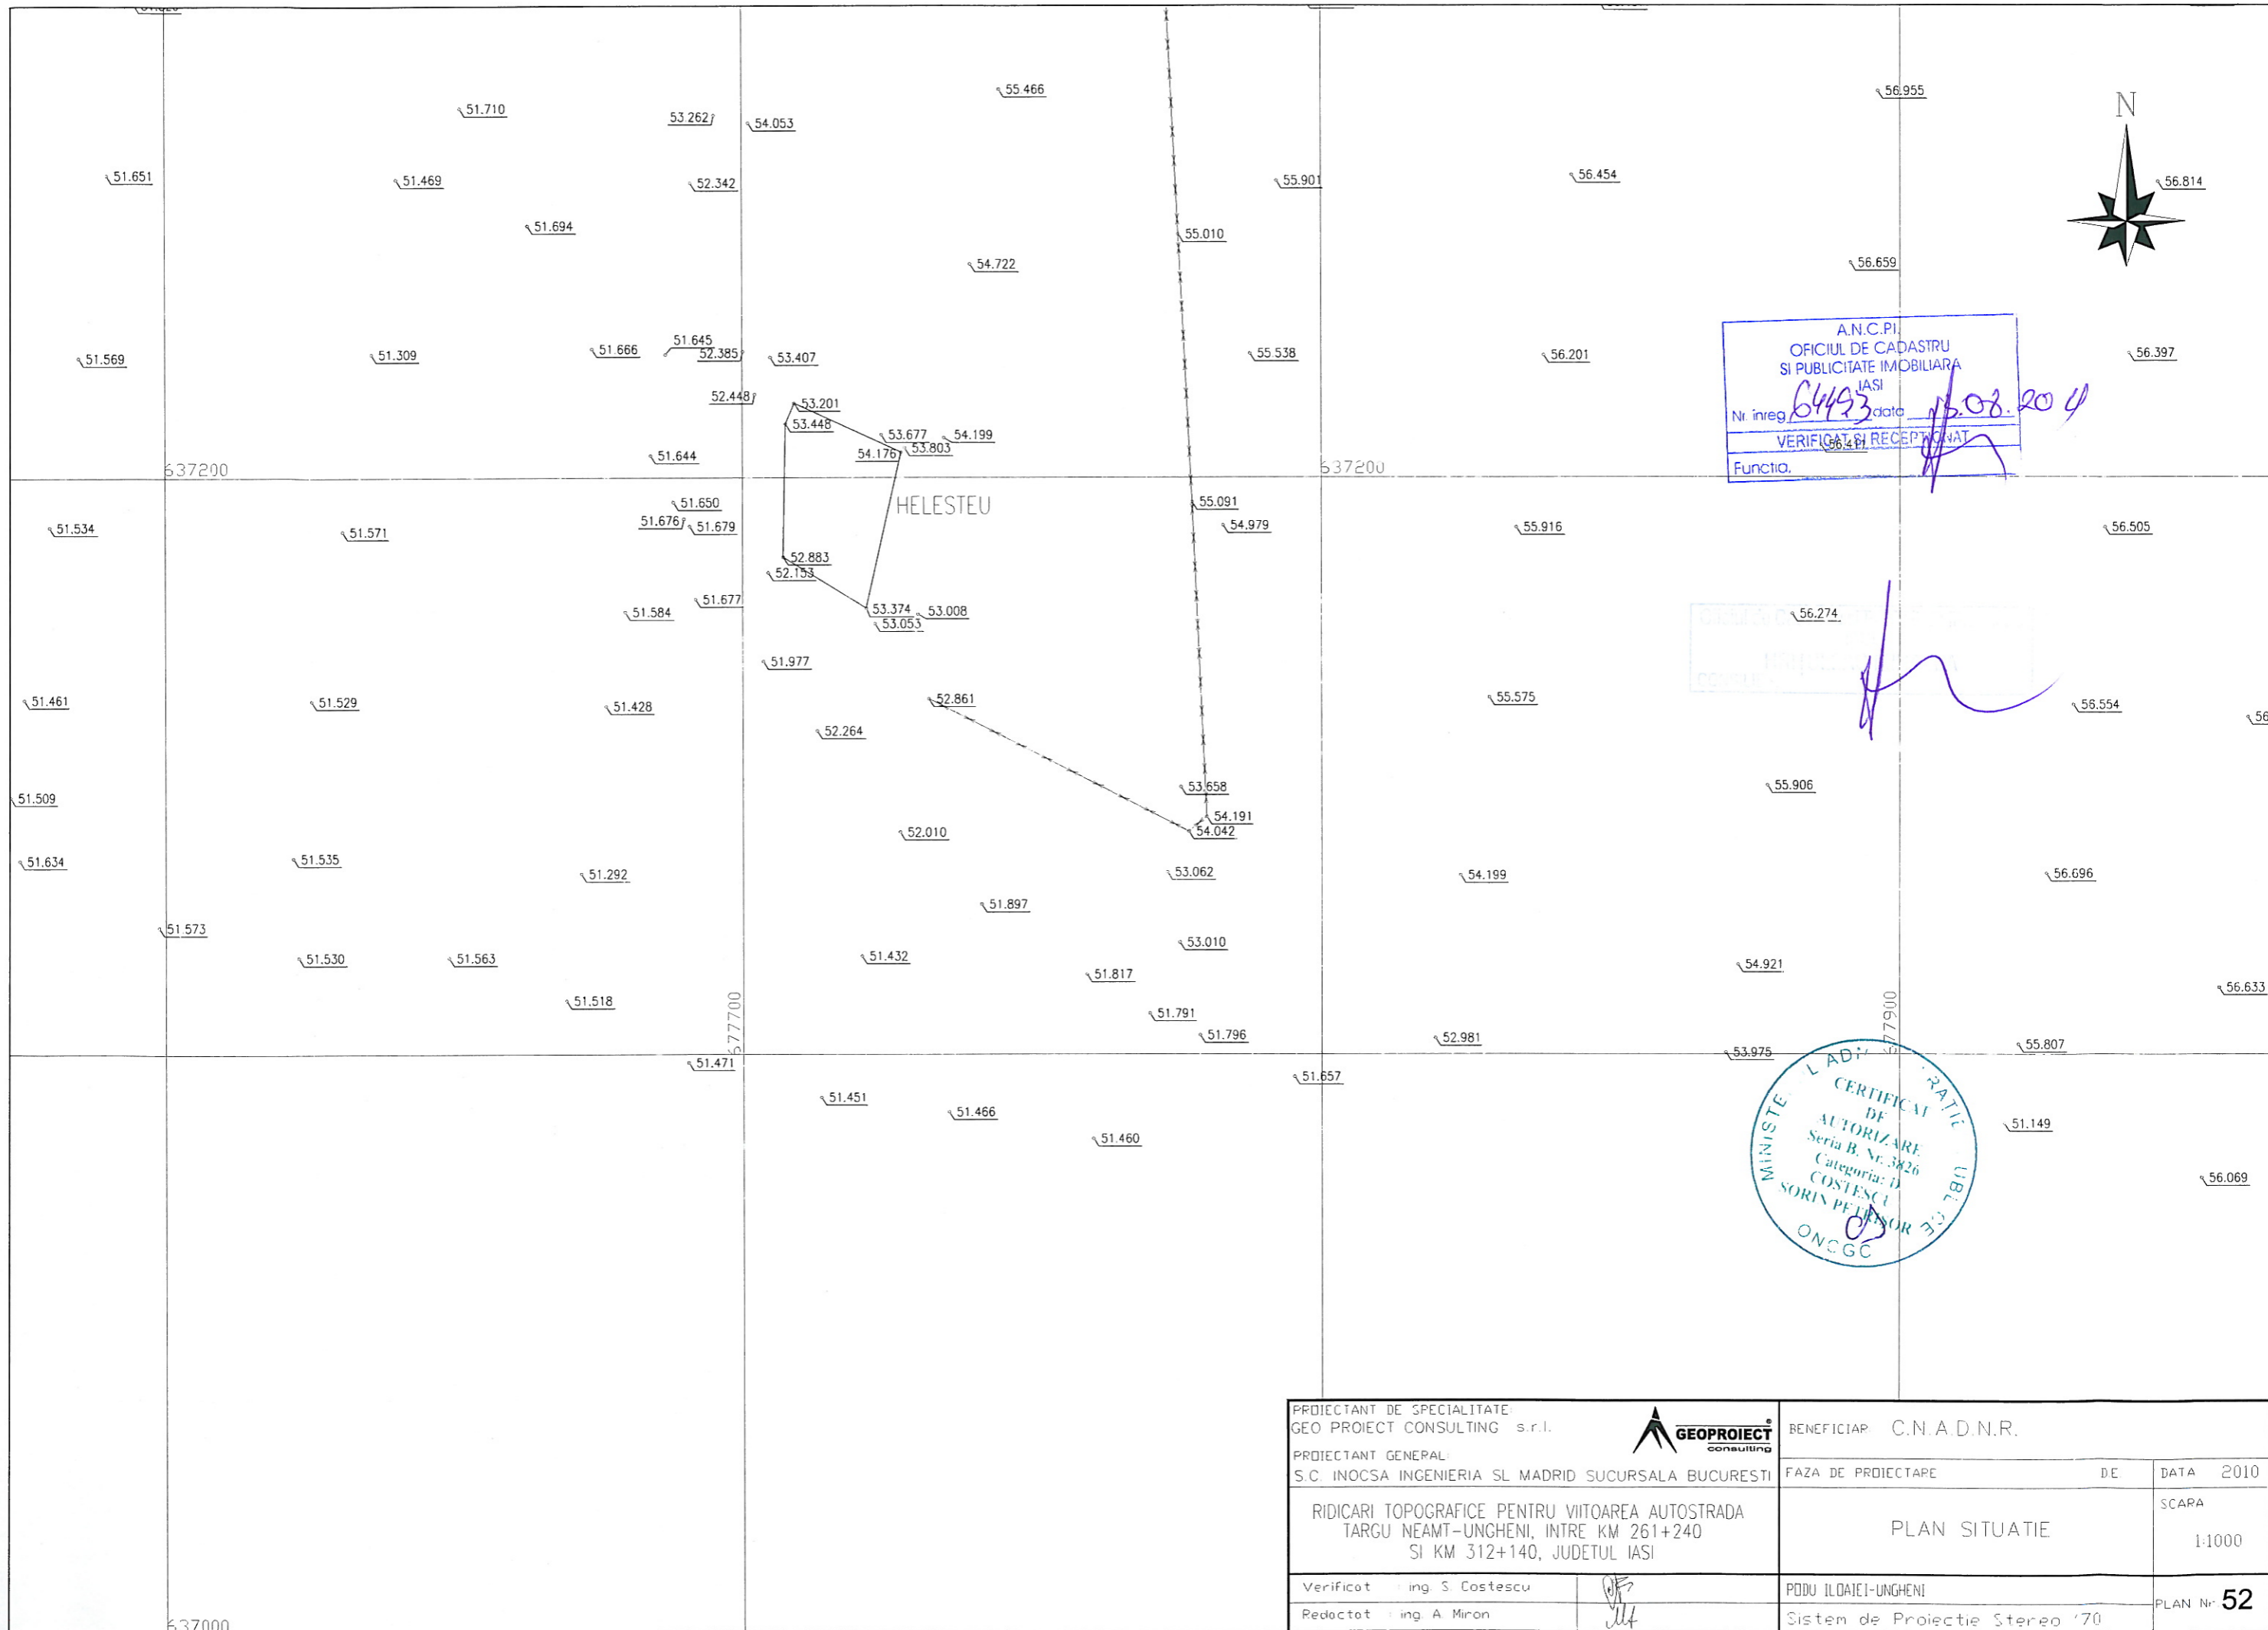 55.466
56.955
N
51.710
53.262
54.053
51.651
51.469
52.342
55.901
56.454
56.814
51.694
55.010
54.722
56.659
51.569
51.309
51.666
51.645
52.385
53.407
55.538
56.201
56.397
A.N.C.P.I.
OFICIUL DE CADASTRU
SI PUBLICITATE IMOBILIARA
IASI
Nr. inreg 64493 data
VERIFICAT SI RECEPTIONAT
56.411
Functia.
52.448
53.201
53.448
53.677
54.199
54.176
53.803
51.644
637200
637200
51.650
HELESTEU
55.091
51.534
51.571
51.676
51.679
54.979
55.916
56.505
52.883
52.153
51.677
51.584
53.374
53.008
53.053
56.274
51.977
51.461
51.529
51.428
52.861
55.575
56.554
56
52.264
51.509
53.658
55.906
54.191
54.042
52.010
51.634
51.535
51.292
53.062
54.199
56.696
51.897
51.573
51.530
51.563
51.432
53.010
51.817
54.921
51.518
56.633
677700
677900
51.791
51.796
52.981
53.975
55.807
51.471
51.657
51.451
51.466
51.460
51.149
56.069
CERTIFICAT
DE
AUTORIZARE
Seria B, Nr. 3826
Categoria: D
COSTESCU
SORIN PETRISOR
ONCGC
PROIECTANT DE SPECIALITATE:
GEO PROIECT CONSULTING s.r.l.
GEOPROIECT
consulting
PROIECTANT GENERAL:
S.C. INOCSA INGENIERIA SL MADRID SUCURSALA BUCURESTI
BENEFICIAR C.N.A.D.N.R.
FAZA DE PROIECTARE D.E.
DATA 2010
RIDICARI TOPOGRAFICE PENTRU VIITOAREA AUTOSTRADA
TARGU NEAMT-UNGHENI, INTRE KM 261+240
SI KM 312+140, JUDETUL IASI
PLAN SITUATIE
SCARA
1:1000
Verificat : ing. S. Costescu
Redactat : ing. A. Miron
PODU ILOAIEI-UNGHENI
Sistem de Proiectie Stereo '70
PLAN Nr. 52
637000